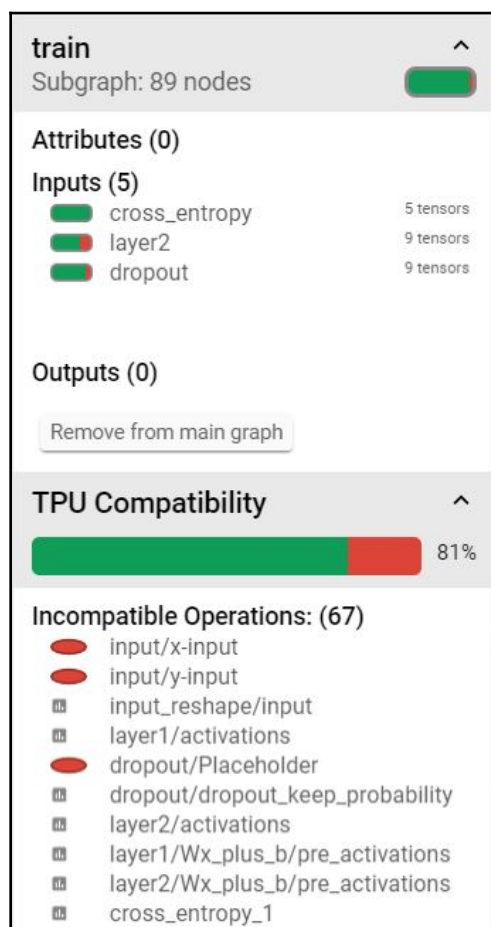 train
Subgraph: 89 nodes
Attributes (0)
Inputs (5)
cross_entropy 5 tensors
layer2 9 tensors
dropout 9 tensors
Outputs (0)
Remove from main graph
TPU Compatibility
81%
Incompatible Operations: (67)
input/x-input
input/y-input
input_reshape/input
layer1/activations
dropout/Placeholder
dropout/dropout_keep_probability
layer2/activations
layer1/Wx_plus_b/pre_activations
layer2/Wx_plus_b/pre_activations
cross_entropy_1